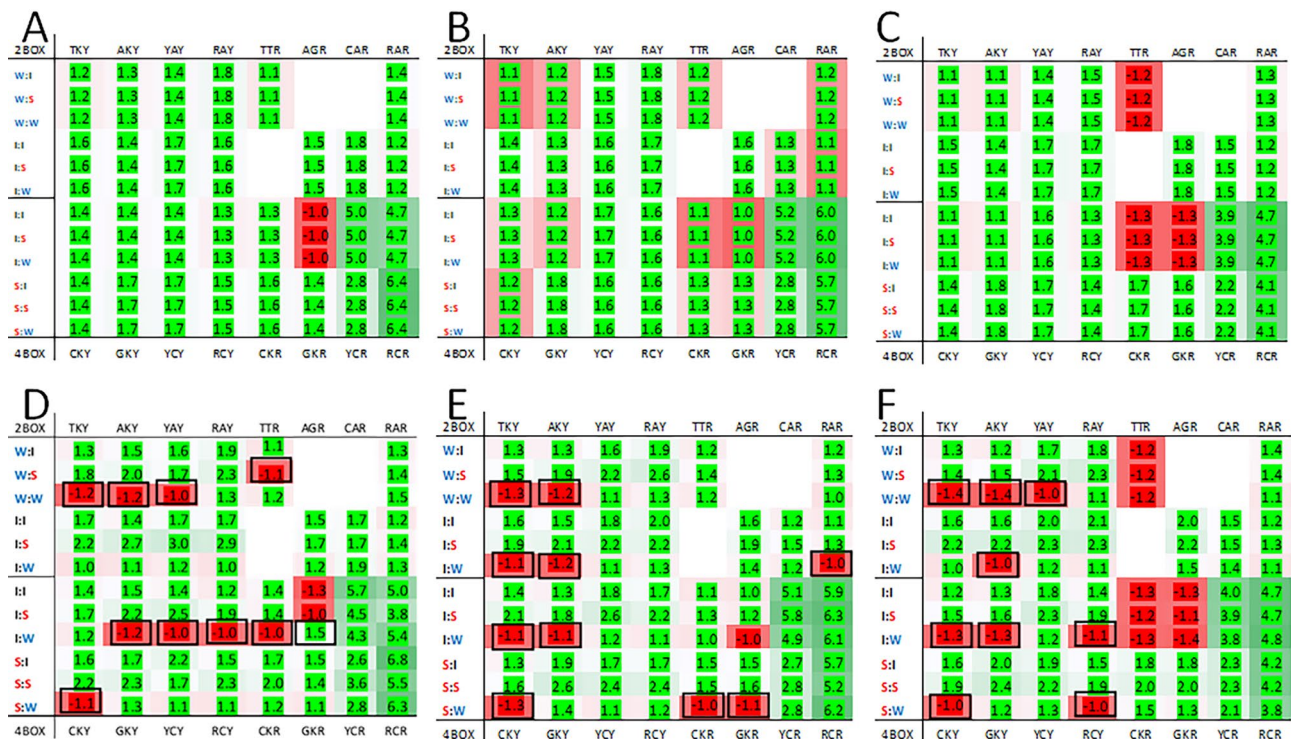 A
2BOX TKY AKY YAY RAY TTR AGR CAR RAR
W:I 1.2 1.3 1.4 1.8 1.1 1.4
W:S 1.2 1.3 1.4 1.8 1.1 1.4
W:W 1.2 1.3 1.4 1.8 1.1 1.4
I:I 1.6 1.4 1.7 1.6 1.5 1.8 1.2
I:S 1.6 1.4 1.7 1.6 1.5 1.8 1.2
I:W 1.6 1.4 1.7 1.6 1.5 1.8 1.2
I:I 1.4 1.4 1.4 1.3 1.3 -1.0 5.0 4.7
I:S 1.4 1.4 1.4 1.3 1.3 -1.0 5.0 4.7
I:W 1.4 1.4 1.4 1.3 1.3 -1.0 5.0 4.7
S:I 1.4 1.7 1.7 1.5 1.6 1.4 2.8 6.4
S:S 1.4 1.7 1.7 1.5 1.6 1.4 2.8 6.4
S:W 1.4 1.7 1.7 1.5 1.6 1.4 2.8 6.4
4BOX CKY GKY YCY RCY CKR GKR YCR RCR
B
2BOX TKY AKY YAY RAY TTR AGR CAR RAR
W:I 1.1 1.2 1.5 1.8 1.2 1.2
W:S 1.1 1.2 1.5 1.8 1.2 1.2
W:W 1.1 1.2 1.5 1.8 1.2 1.2
I:I 1.4 1.3 1.6 1.7 1.6 1.3 1.1
I:S 1.4 1.3 1.6 1.7 1.6 1.3 1.1
I:W 1.4 1.3 1.6 1.7 1.6 1.3 1.1
I:I 1.3 1.2 1.7 1.6 1.1 1.0 5.2 6.0
I:S 1.3 1.2 1.7 1.6 1.1 1.0 5.2 6.0
I:W 1.3 1.2 1.7 1.6 1.1 1.0 5.2 6.0
S:I 1.2 1.8 1.6 1.6 1.3 1.3 2.8 5.7
S:S 1.2 1.8 1.6 1.6 1.3 1.3 2.8 5.7
S:W 1.2 1.8 1.6 1.6 1.3 1.3 2.8 5.7
4BOX CKY GKY YCY RCY CKR GKR YCR RCR
C
2BOX TKY AKY YAY RAY TTR AGR CAR RAR
W:I 1.1 1.1 1.4 1.5 -1.2 1.3
W:S 1.1 1.1 1.4 1.5 -1.2 1.3
W:W 1.1 1.1 1.4 1.5 -1.2 1.3
I:I 1.5 1.4 1.7 1.7 1.8 1.5 1.2
I:S 1.5 1.4 1.7 1.7 1.8 1.5 1.2
I:W 1.5 1.4 1.7 1.7 1.8 1.5 1.2
I:I 1.1 1.1 1.6 1.3 -1.3 -1.3 3.9 4.7
I:S 1.1 1.1 1.6 1.3 -1.3 -1.3 3.9 4.7
I:W 1.1 1.1 1.6 1.3 -1.3 -1.3 3.9 4.7
S:I 1.4 1.8 1.7 1.4 1.7 1.6 2.2 4.1
S:S 1.4 1.8 1.7 1.4 1.7 1.6 2.2 4.1
S:W 1.4 1.8 1.7 1.4 1.7 1.6 2.2 4.1
4BOX CKY GKY YCY RCY CKR GKR YCR RCR
D
2BOX TKY AKY YAY RAY TTR AGR CAR RAR
W:I 1.3 1.5 1.6 1.9 1.1 1.3
W:S 1.8 2.0 1.7 2.3 -1.1 1.4
W:W -1.2 -1.2 -1.0 1.3 1.2 1.5
I:I 1.7 1.4 1.7 1.7 1.5 1.7 1.2
I:S 2.2 2.7 3.0 2.9 1.7 1.7 1.4
I:W 1.0 1.1 1.2 1.0 1.2 1.9 1.3
I:I 1.4 1.5 1.4 1.2 1.4 -1.3 5.7 5.0
I:S 1.7 2.2 2.5 1.9 1.4 -1.0 4.5 3.8
I:W 1.2 -1.2 -1.0 -1.0 -1.0 1.5 4.3 5.4
S:I 1.6 1.7 2.2 1.5 1.7 1.5 2.6 6.8
S:S 2.2 2.3 1.7 2.3 2.0 1.4 3.6 5.5
S:W -1.1 1.3 1.1 1.1 1.2 1.1 2.8 6.3
4BOX CKY GKY YCY RCY CKR GKR YCR RCR
E
2BOX TKY AKY YAY RAY TTR AGR CAR RAR
W:I 1.3 1.3 1.6 1.9 1.2 1.2
W:S 1.5 1.9 2.2 2.6 1.4 1.3
W:W -1.3 -1.2 1.1 1.3 1.2 1.0
I:I 1.6 1.5 1.8 2.0 1.6 1.2 1.1
I:S 1.9 2.1 2.2 2.2 1.9 1.5 1.3
I:W -1.1 -1.2 1.1 1.3 1.4 1.2 -1.0
I:I 1.4 1.3 1.8 1.7 1.1 1.0 5.1 5.9
I:S 2.1 1.8 2.6 2.2 1.3 1.2 5.8 6.3
I:W -1.1 -1.1 1.2 1.1 1.0 -1.0 4.9 6.1
S:I 1.3 1.9 1.7 1.7 1.3 1.5 2.7 5.7
S:S 1.6 2.6 2.4 2.4 1.5 1.6 2.8 5.2
S:W -1.3 1.4 1.1 1.2 -1.0 -1.1 2.8 6.2
4BOX CKY GKY YCY RCY CKR GKR YCR RCR
F
2BOX TKY AKY YAY RAY TTR AGR CAR RAR
W:I 1.3 1.2 1.7 1.8 -1.2 1.4
W:S 1.4 1.5 2.1 2.3 -1.2 1.4
W:W -1.4 -1.4 -1.0 1.1 -1.2 1.1
I:I 1.6 1.6 2.0 2.1 2.0 1.5 1.2
I:S 2.2 2.2 2.3 2.3 2.2 1.5 1.3
I:W 1.0 -1.0 1.2 1.1 1.5 1.4 1.1
I:I 1.2 1.3 1.8 1.4 -1.3 -1.3 4.0 4.7
I:S 1.6 1.5 2.3 1.9 -1.3 -1.3 3.9 4.7
I:W -1.3 -1.3 1.1 -1.1 -1.3 -1.4 3.8 4.8
S:I 1.6 2.0 1.9 1.5 1.8 1.8 2.3 4.2
S:S 1.9 2.4 2.2 1.9 2.0 2.0 2.3 4.2
S:W -1.0 1.2 1.3 -1.0 1.5 1.3 2.1 3.8
4BOX CKY GKY YCY RCY CKR GKR YCR RCR